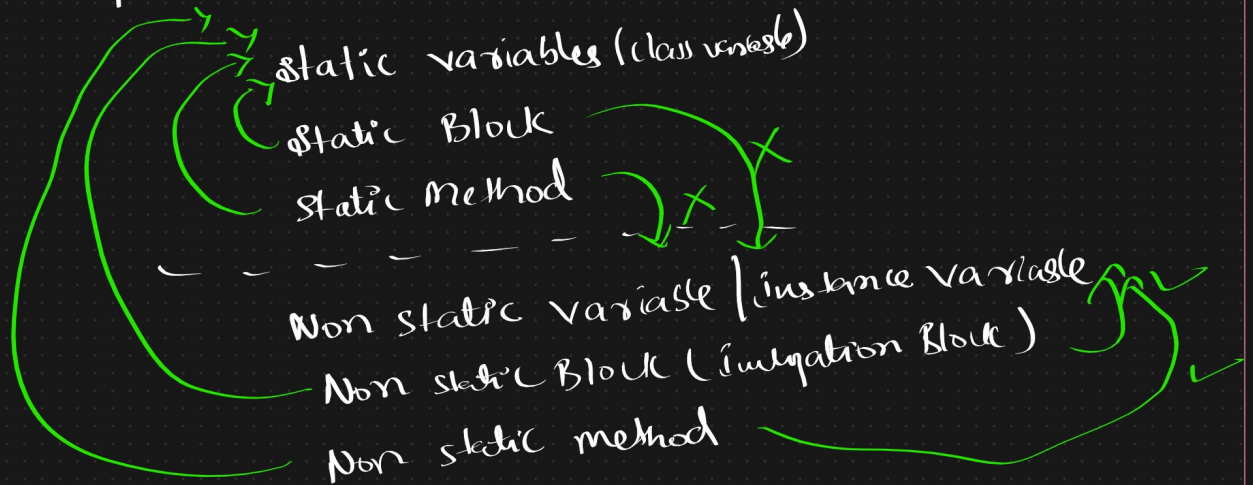 static variables (class variable)
static Block
static Method
Non static variable | instance variable
Non static Block ( Block )
Non static method